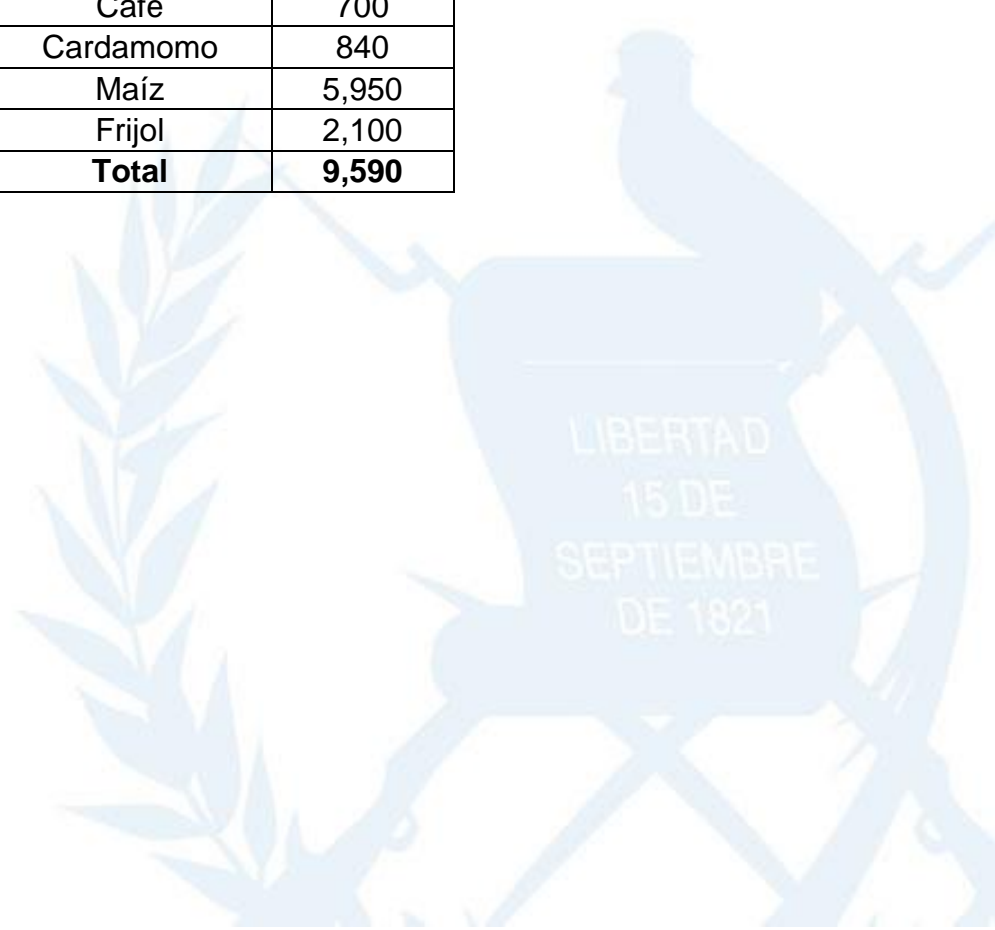 Café 700
Cardamomo 840
Maíz 5,950
Frijol 2,100
Total 9,590
LIBERTAD
15 DE
SEPTIEMBRE
DE 1821